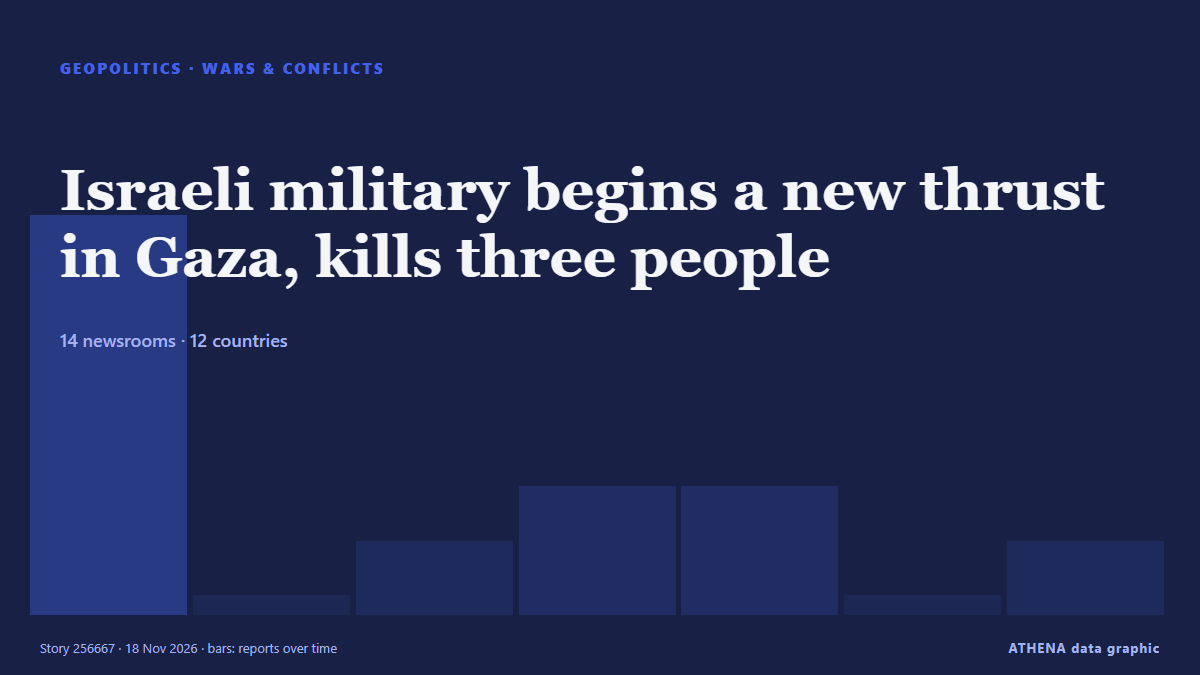 GEOPOLITICS · WARS & CONFLICTS
Israeli military begins a new thrust
in Gaza, kills three people
14 newsrooms · 12 countries
Story 256667 · 18 Nov 2026 · bars: reports over time
ATHENA data graphic